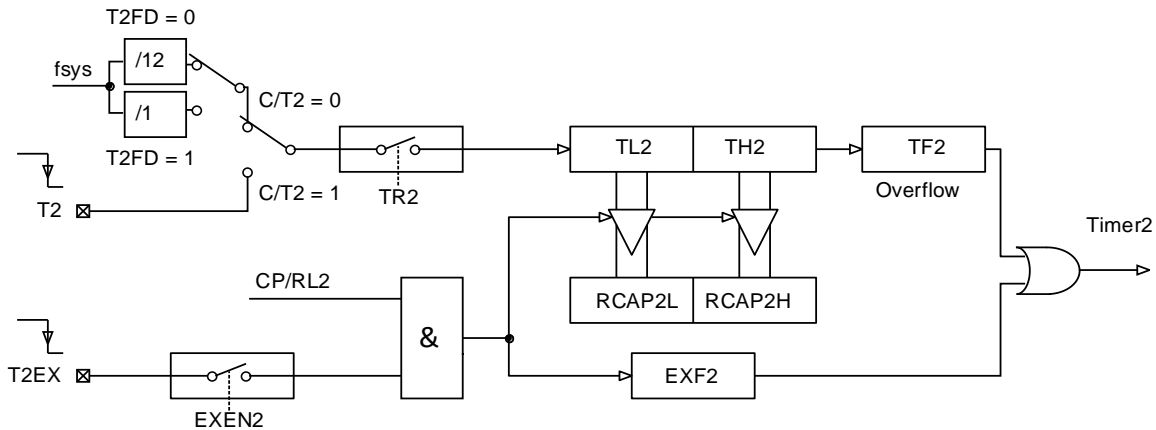 T2FD = 0
/12
fsys
C/T2 = 0
/1
T2FD = 1
TL2
TH2
TF2
C/T2 = 1
TR2
Overflow
T2
Timer2
CP/RL2
RCAP2L
RCAP2H
&
T2EX
EXF2
EXEN2